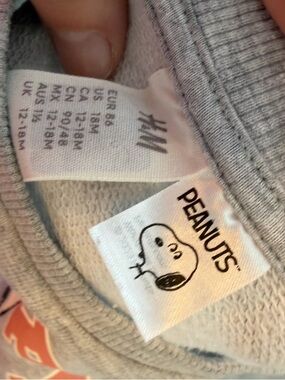 H&M
EUR 86
US 18M
CA 12-18M
CN 90/48
MX 12-18M
AUS 1½
UK 12-18M
PEANUTS™